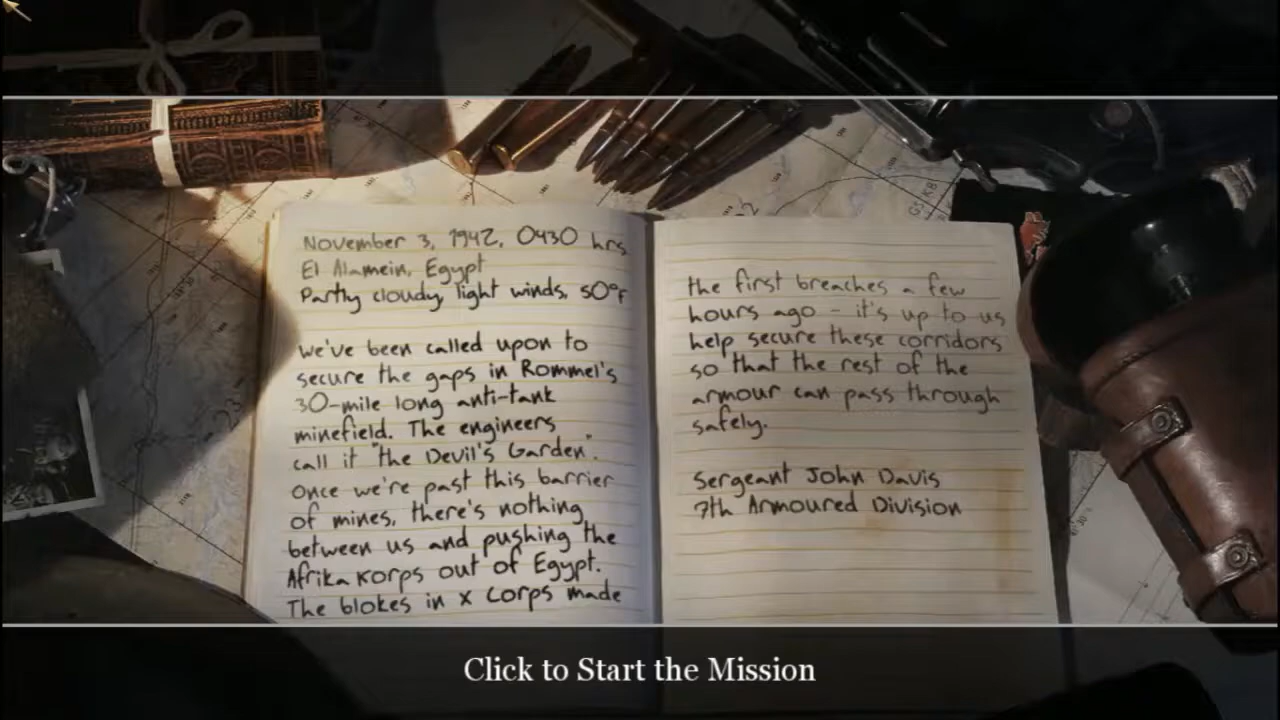 November 3, 1942, 0430 hrs
El Alamein, Egypt
Partly cloudy, light winds, 50°F
We've been called upon to
secure the gaps in Rommel's
30-mile long anti-tank
minefield. The engineers
call it "the Devil's Garden".
Once we're past this barrier
of mines, there's nothing
between us and pushing the
Afrika Korps out of Egypt.
The blokes in X Corps made
the first breaches a few
hours ago - it's up to us
help secure these corridors
so that the rest of the
armour can pass through
safely.
Sergeant John Davis
7th Armoured Division
Click to Start the Mission